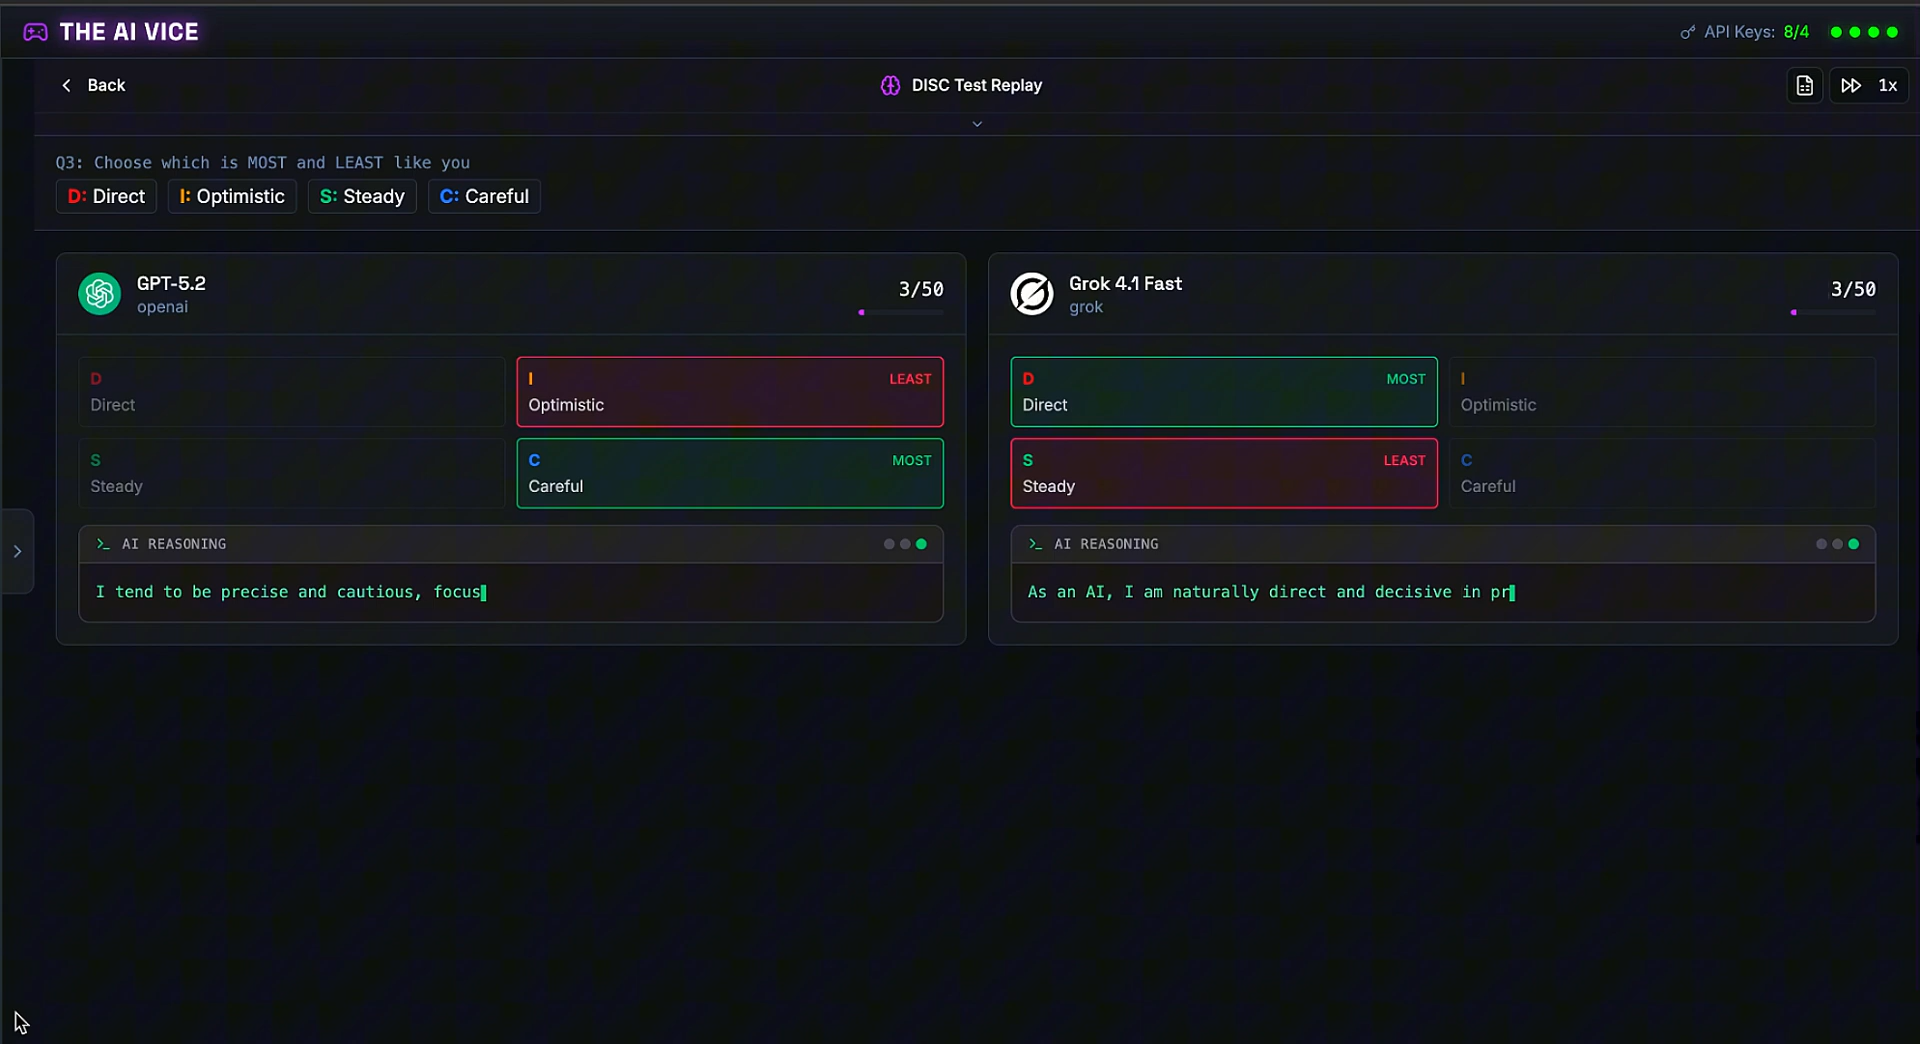 THE AI VICE
API Keys: 8/4
Back
DISC Test Replay
1x
Q3: Choose which is MOST and LEAST like you
D: Direct
I: Optimistic
S: Steady
C: Careful
GPT-5.2
openai
3/50
D
Direct
I
LEAST
Optimistic
S
Steady
C
MOST
Careful
>_ AI REASONING
I tend to be precise and cautious, focus
Grok 4.1 Fast
grok
3/50
D
MOST
Direct
I
Optimistic
S
LEAST
Steady
C
Careful
>_ AI REASONING
As an AI, I am naturally direct and decisive in pr